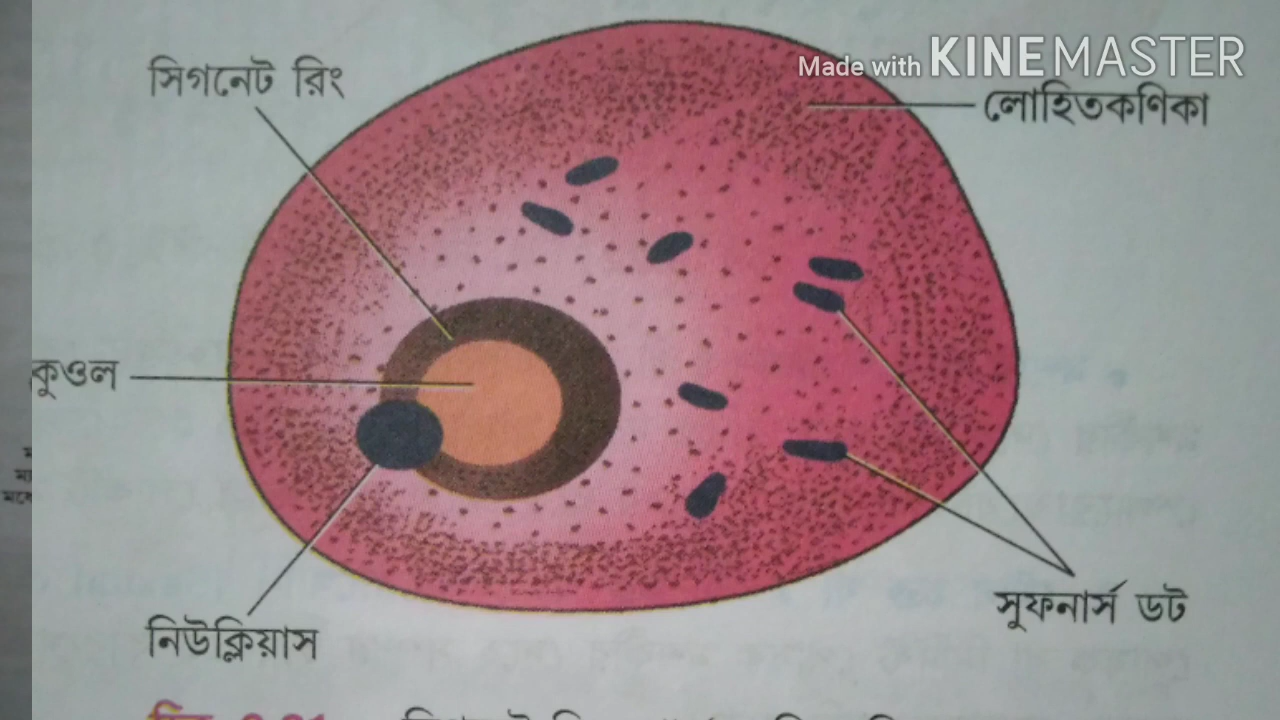 Made with KINEMASTER
সিগনেট রিং
লোহিতকণিকা
কুণ্ডল
নিউক্লিয়াস
সুফনার্স ডট